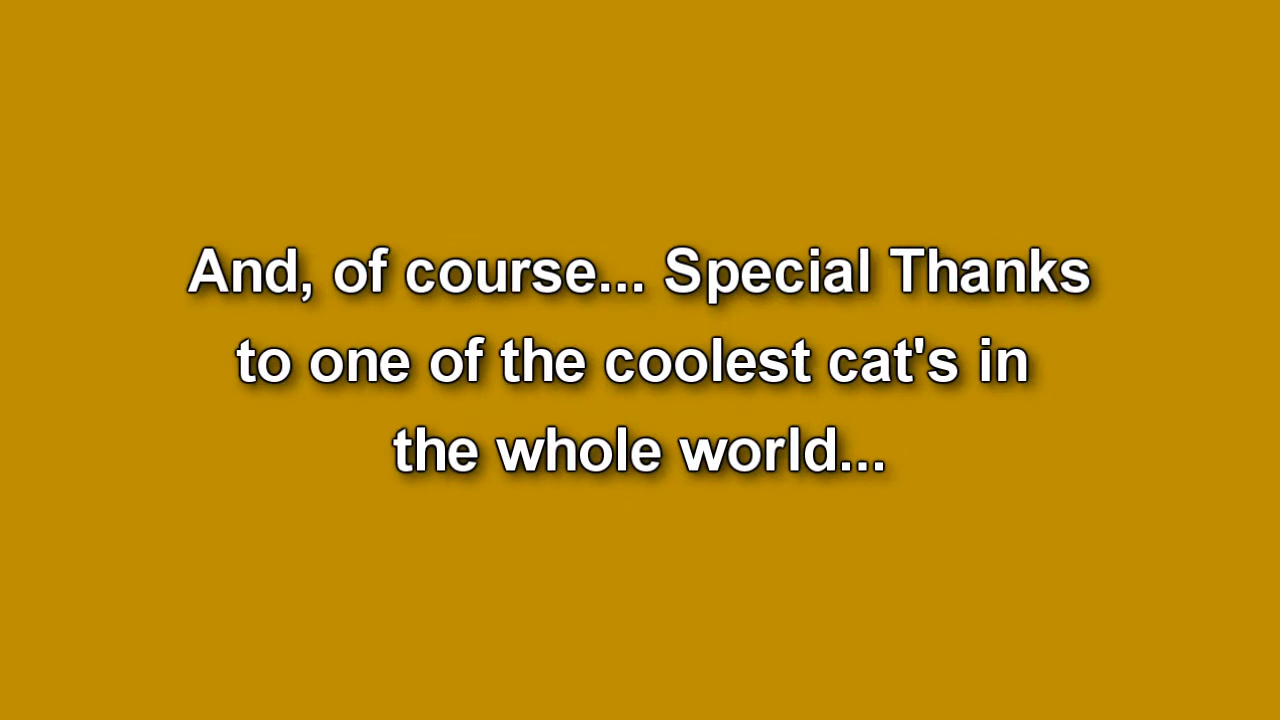 And, of course... Special Thanks
to one of the coolest cat's in
the whole world...